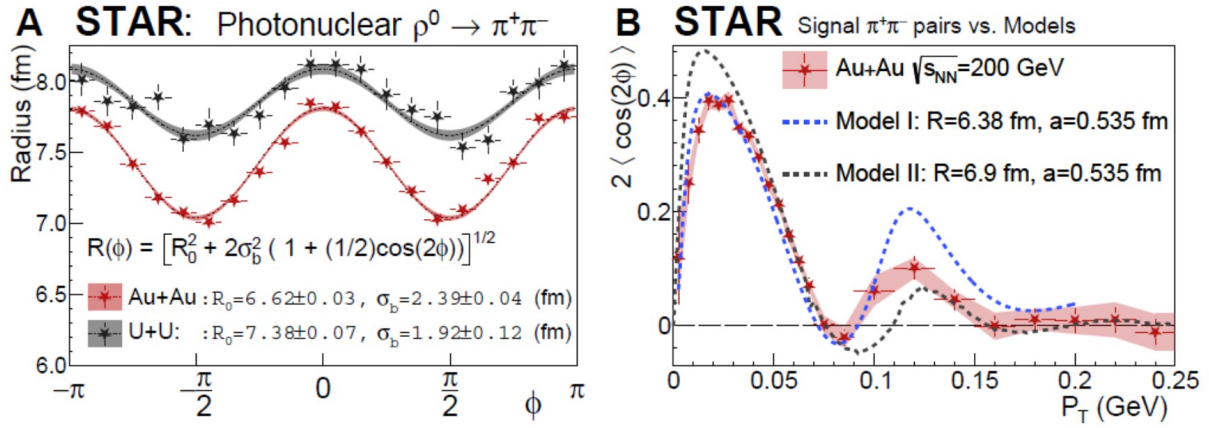 A STAR: Photonuclear ρ⁰ → π⁺π⁻
Radius (fm)
8.0
7.5
7.0
6.5
6.0
R(ϕ) = [R₀² + 2σ_b² ( 1 + (1/2)cos(2ϕ))]^1/2
Au+Au :R₀=6.62±0.03, σ_b=2.39±0.04 (fm)
U+U: :R₀=7.38±0.07, σ_b=1.92±0.12 (fm)
−π −π/2 0 π/2 ϕ π
B STAR Signal π⁺π⁻ pairs vs. Models
2 ⟨ cos(2ϕ) ⟩
0.4
0.2
0
Au+Au √s_NN=200 GeV
Model I: R=6.38 fm, a=0.535 fm
Model II: R=6.9 fm, a=0.535 fm
0 0.05 0.1 0.15 0.2 0.25
P_T (GeV)